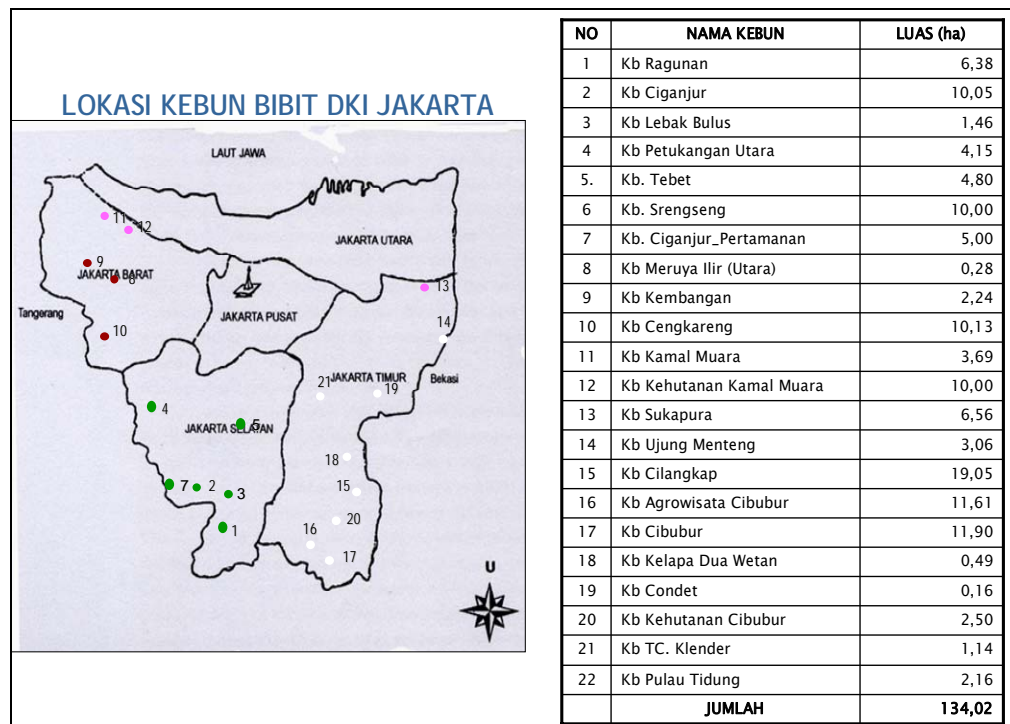 LOKASI KEBUN BIBIT DKI JAKARTA
LAUT JAWA
11
12
JAKARTA UTARA
9
JAKARTA BARAT
8
13
Tangerang
JAKARTA PUSAT
14
10
21
JAKARTA TIMUR
19
Bekasi
4
5
JAKARTA SELATAN
18
7
2
3
15
20
1
16
17
U
NO NAMA KEBUN LUAS (ha)
1 Kb Ragunan 6,38
2 Kb Ciganjur 10,05
3 Kb Lebak Bulus 1,46
4 Kb Petukangan Utara 4,15
5. Kb. Tebet 4,80
6 Kb. Srengseng 10,00
7 Kb. Ciganjur_Pertamanan 5,00
8 Kb Meruya Ilir (Utara) 0,28
9 Kb Kembangan 2,24
10 Kb Cengkareng 10,13
11 Kb Kamal Muara 3,69
12 Kb Kehutanan Kamal Muara 10,00
13 Kb Sukapura 6,56
14 Kb Ujung Menteng 3,06
15 Kb Cilangkap 19,05
16 Kb Agrowisata Cibubur 11,61
17 Kb Cibubur 11,90
18 Kb Kelapa Dua Wetan 0,49
19 Kb Condet 0,16
20 Kb Kehutanan Cibubur 2,50
21 Kb TC. Klender 1,14
22 Kb Pulau Tidung 2,16
JUMLAH 134,02